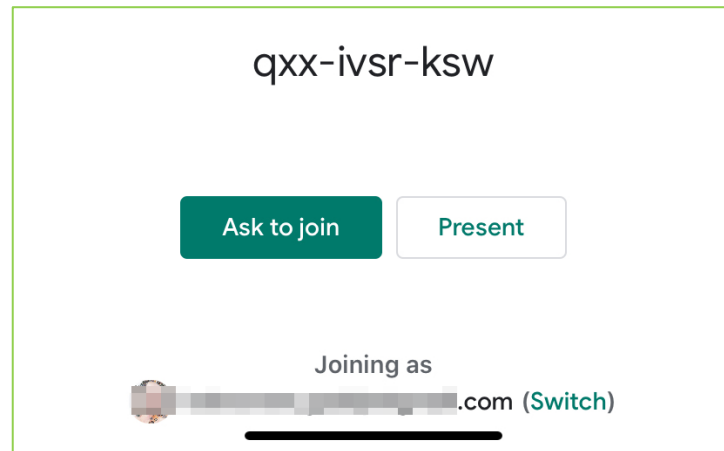 qxx-ivsr-ksw
Ask to join
Present
Joining as
.com (Switch)